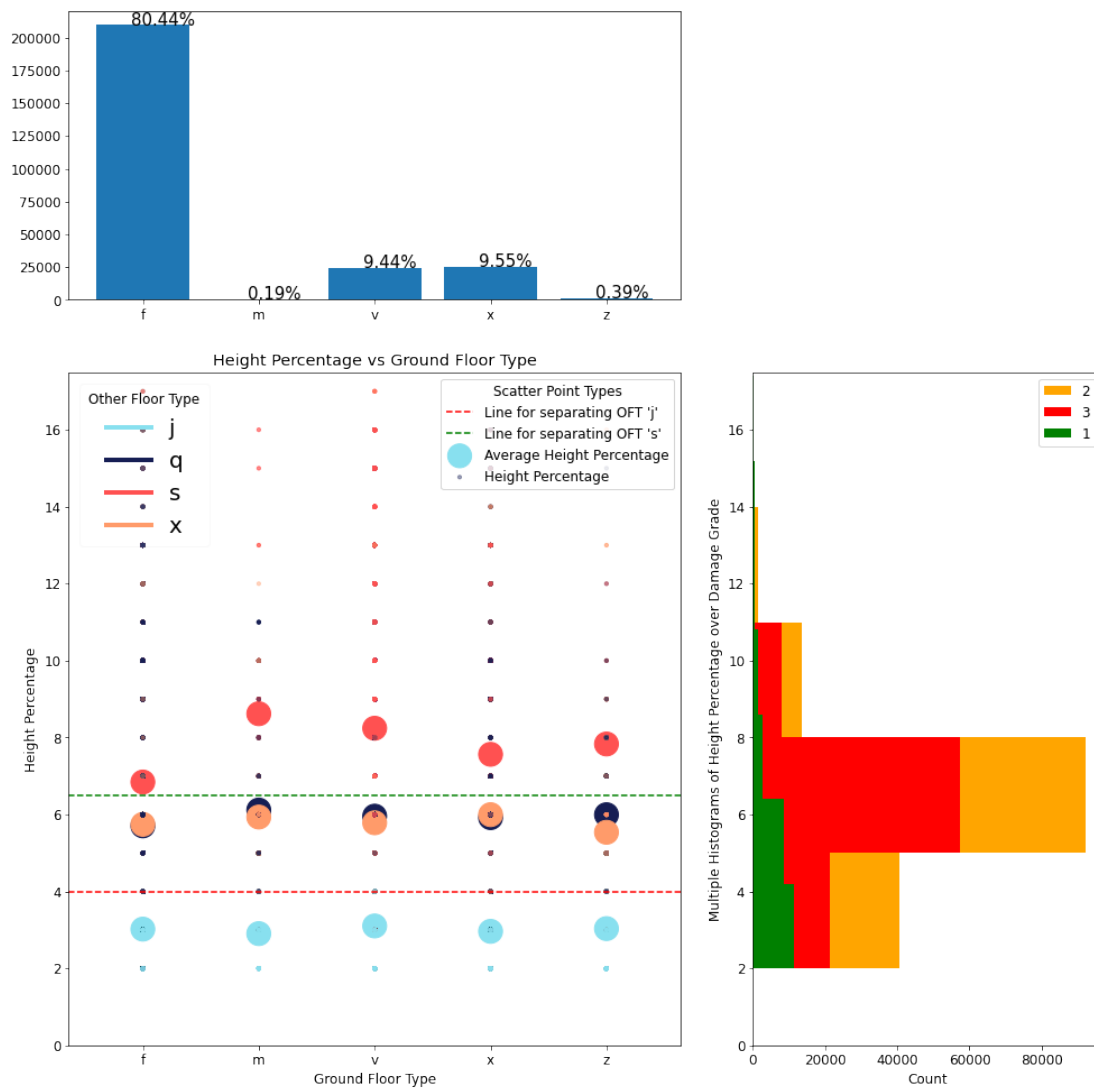 80.44%
200000
175000
150000
125000
100000
75000
50000
25000
0
9.44%
9.55%
0.19%
0.39%
f m v x z
Height Percentage vs Ground Floor Type
Other Floor Type
j
q
s
x
Scatter Point Types
Line for separating OFT 'j'
Line for separating OFT 's'
Average Height Percentage
Height Percentage
Height Percentage
16
14
12
10
8
6
4
2
0
f m v x z
Ground Floor Type
2
3
1
Multiple Histograms of Height Percentage over Damage Grade
16
14
12
10
8
6
4
2
0
0 20000 40000 60000 80000
Count